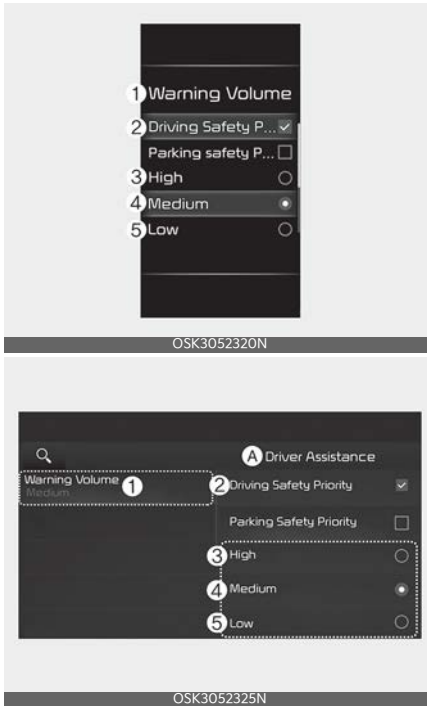 1 Warning Volume
2 Driving Safety P... 
Parking safety P...
3 High
4 Medium
5 Low
OSK3052320N
A Driver Assistance
Warning Volume 1
Medium
2 Driving Safety Priority
Parking Safety Priority
3 High
4 Medium
5 Low
OSK3052325N